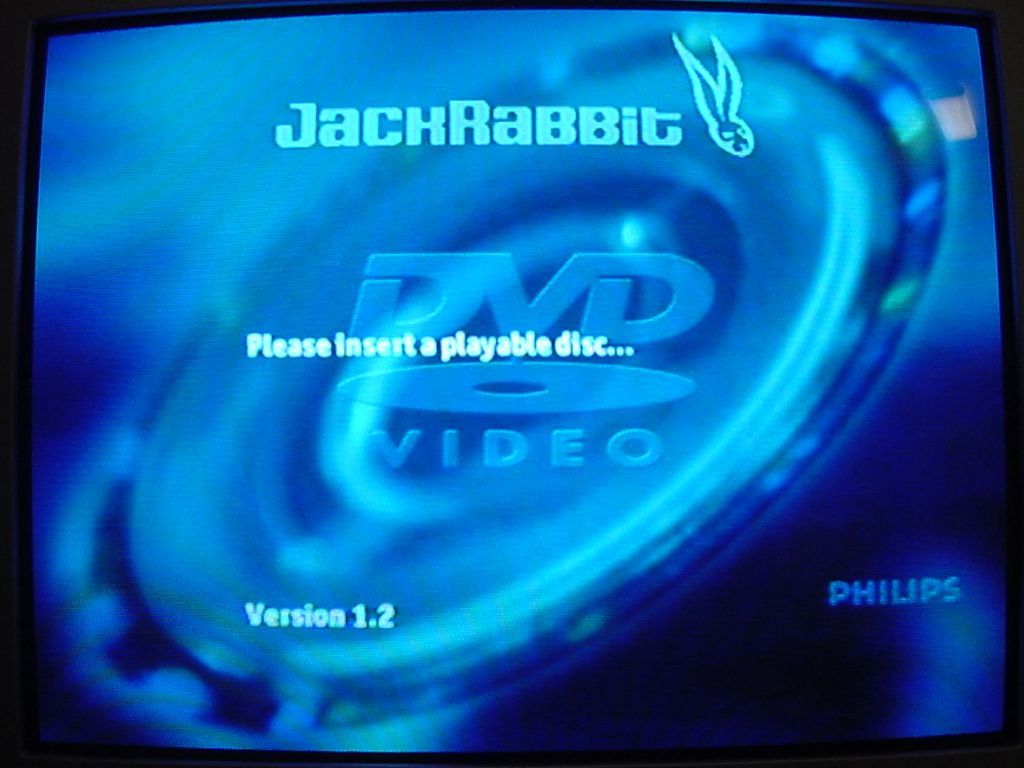 JackRabbit
DVD
Please insert a playable disc...
VIDEO
Version 1.2
PHILIPS